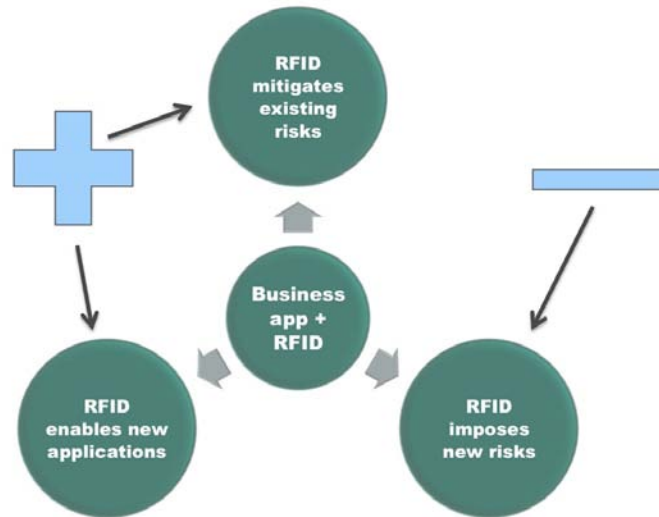 RFID
mitigates
existing
risks
Business
app +
RFID
RFID
enables new
applications
RFID
imposes
new risks